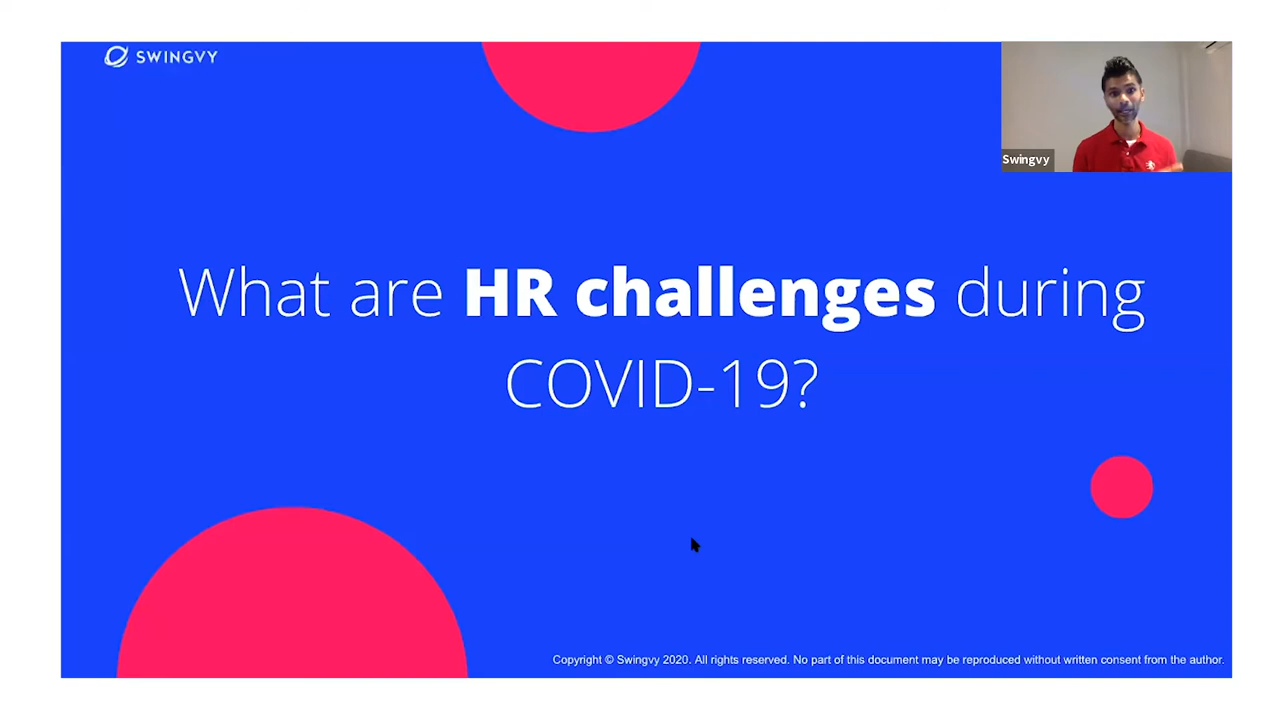 SWINGVY
Swingvy
What are HR challenges during
COVID-19?
Copyright © Swingvy 2020. All rights reserved. No part of this document may be reproduced without written consent from the author.